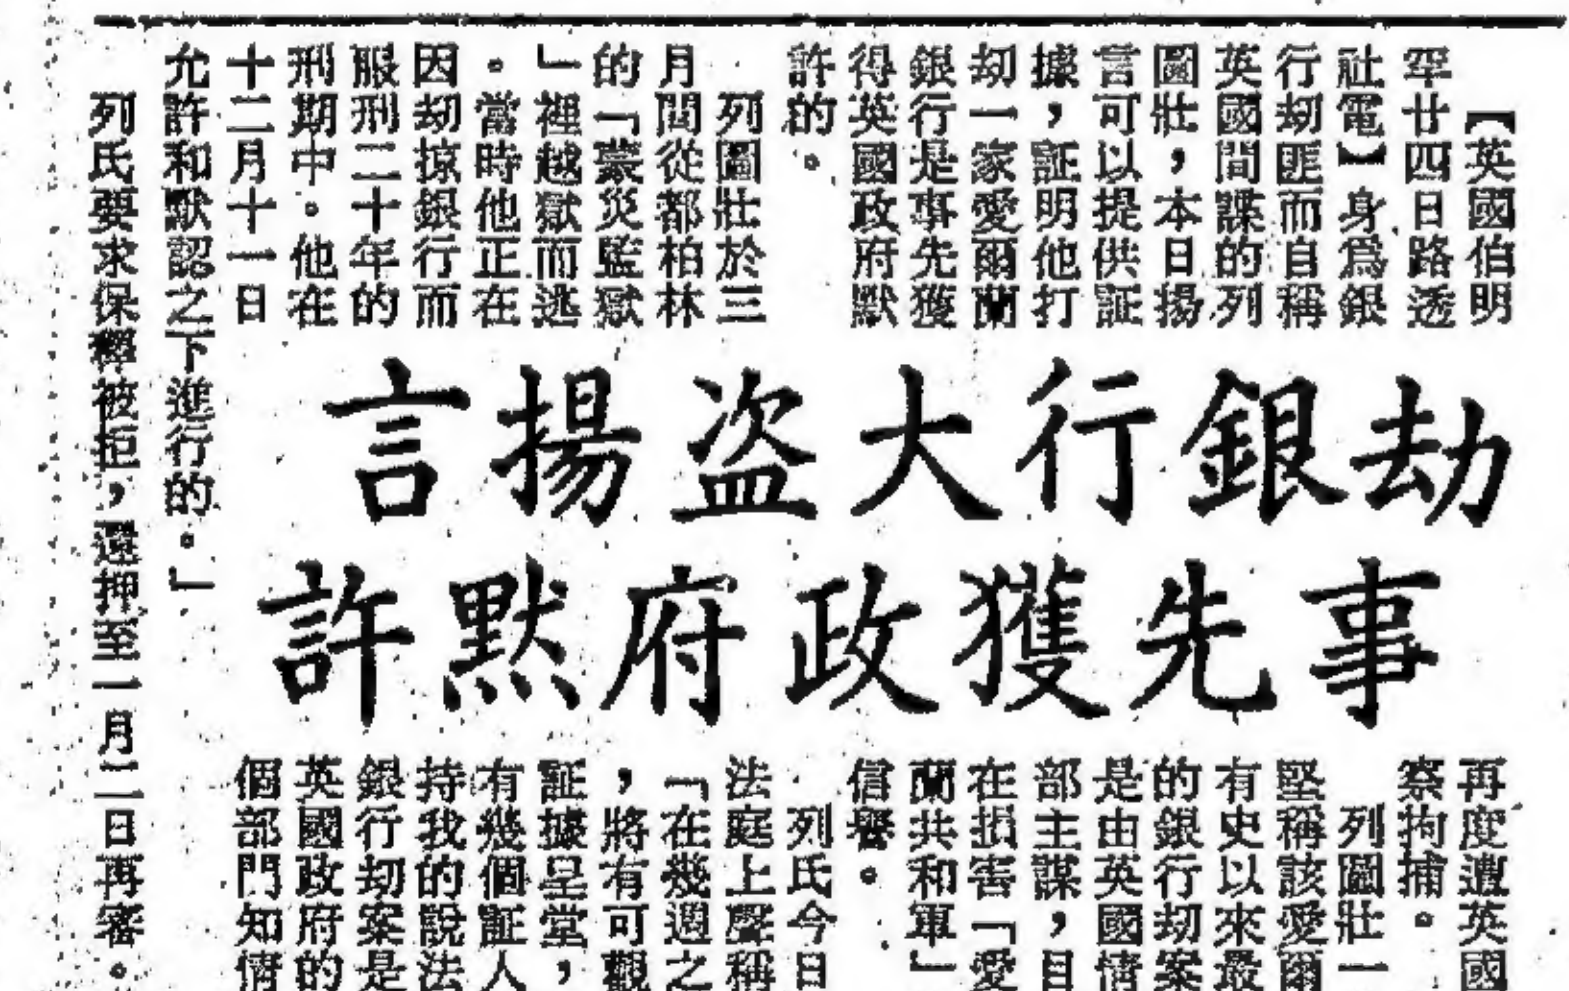 劫銀行大盜揚言
事先獲政府默許
【英國伯明
罕廿四日路透
社電】身爲銀
行劫匪而自稱
英國間諜的列
圖壯,本日揚
言可以提供証
據,証明他打
劫一家愛爾蘭
銀行是事先獲
得英國政府默
許的。
列圖壯於三
月間從都柏林
的「蒙災監獄
」裡越獄而逃
。當時他正在
因劫掠銀行而
服刑二十年的
刑期中。他在
十二月十一日
再度遭英國
察拘捕。
列圖壯一
堅稱該愛爾
有史以來最
的銀行劫案
是由英國情
部主謀,目
在損害「愛
蘭共和軍」
信譽。
列氏今日
法庭上聲稱
「在幾週之
,將有可觀
証據呈堂,
有幾個証人
持我的說法
銀行劫案是
英國政府的
個部門知情
允許和默認之下進行的。」
列氏要求保釋被拒,還押至一月二日再審。